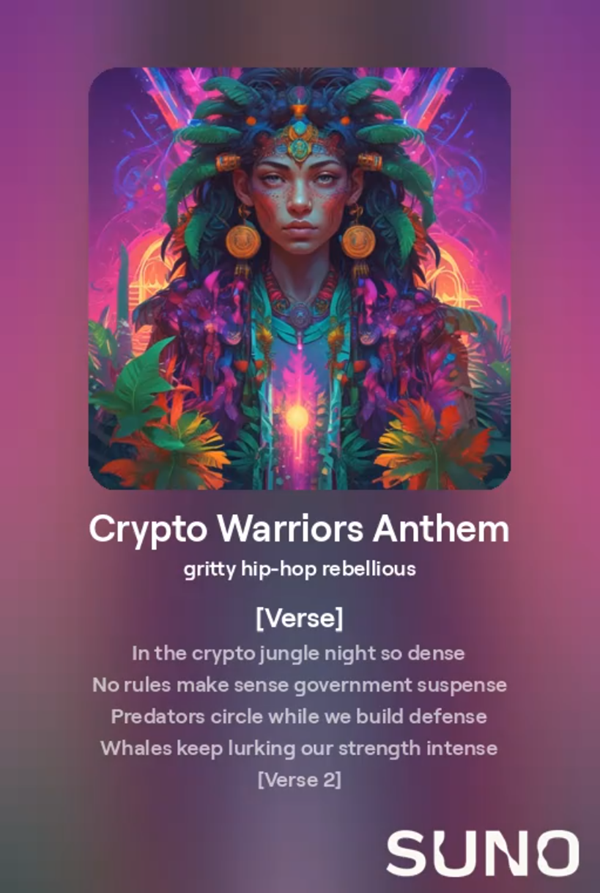 Crypto Warriors Anthem
gritty hip-hop rebellious
[Verse]
In the crypto jungle night so dense
No rules make sense government suspense
Predators circle while we build defense
Whales keep lurking our strength intense
[Verse 2]
SUNO